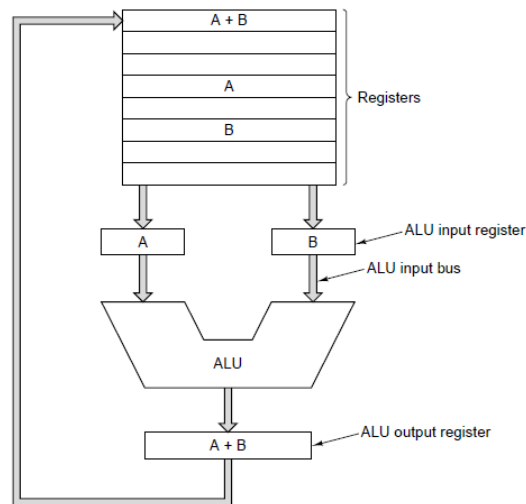 A + B
A
Registers
B
A
B
ALU input register
ALU input bus
ALU
A + B
ALU output register